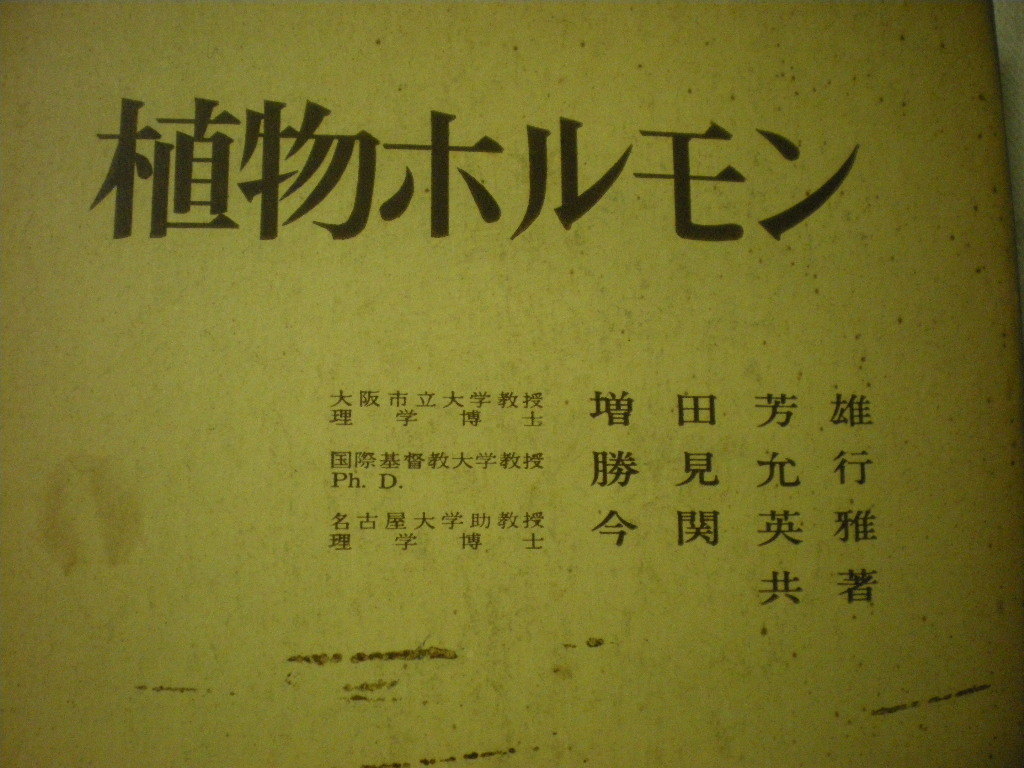 植物ホルモン
大阪市立大学教授
理学博士
増田芳雄
国際基督教大学教授
Ph. D.
勝見允行
名古屋大学助教授
理学博士
今関英雅
共著